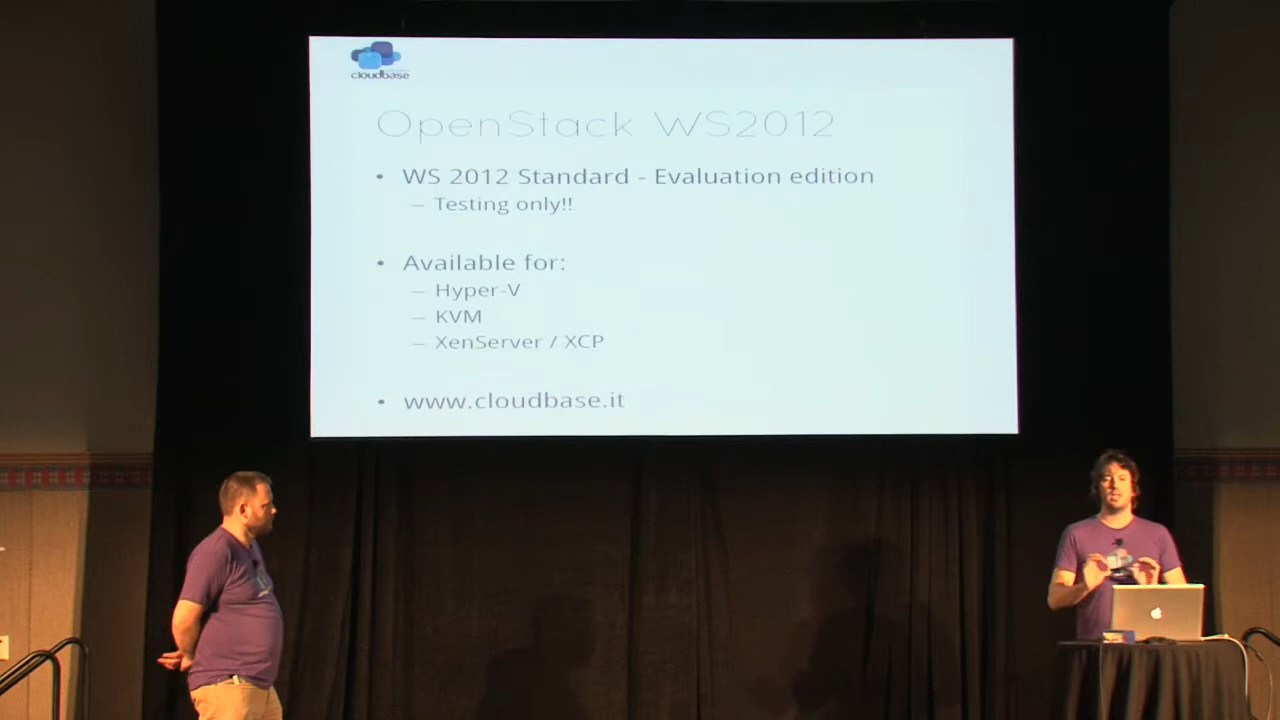 cloudbase
OpenStack WS2012
• WS 2012 Standard - Evaluation edition
– Testing only!!
• Available for:
– Hyper-V
– KVM
– XenServer / XCP
• www.cloudbase.it